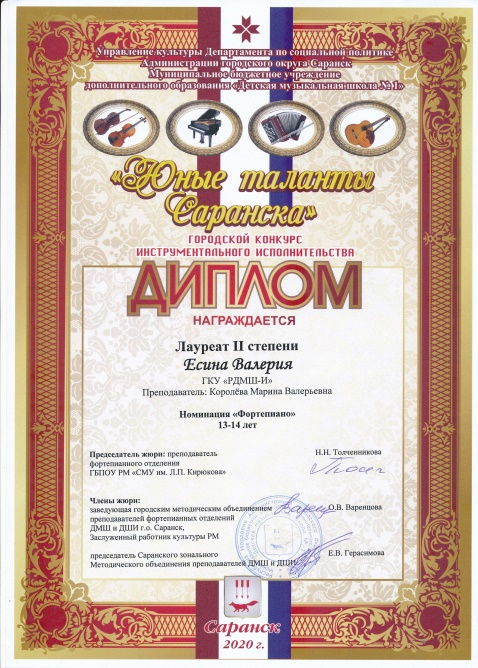 Управление культуры Департамента по социальной политике
Администрации городского округа Саранск
Муниципальное бюджетное учреждение
дополнительного образования «Детская музыкальная школа №1»
«Юные таланты
Саранска»
ГОРОДСКОЙ КОНКУРС
ИНСТРУМЕНТАЛЬНОГО ИСПОЛНИТЕЛЬСТВА
ДИПЛОМ
НАГРАЖДАЕТСЯ
Лауреат II степени
Есина Валерия
ГКУ «РДМШ-И»
Преподаватель: Королёва Марина Валерьевна
Номинация «Фортепиано»
13-14 лет
Председатель жюри: преподаватель Н.Н. Толченникова
фортепианного отделения
ГБПОУ РМ «СМУ им. Л.П. Кирюкова»
Члены жюри:
заведующая городским методическим объединением О.В. Варенцова
преподавателей фортепианных отделений
ДМШ и ДШИ г.о. Саранск,
Заслуженный работник культуры РМ
председатель Саранского зонального Е.В. Герасимова
Методического объединения преподавателей ДМШ и ДШИ
Саранск
2020 г.